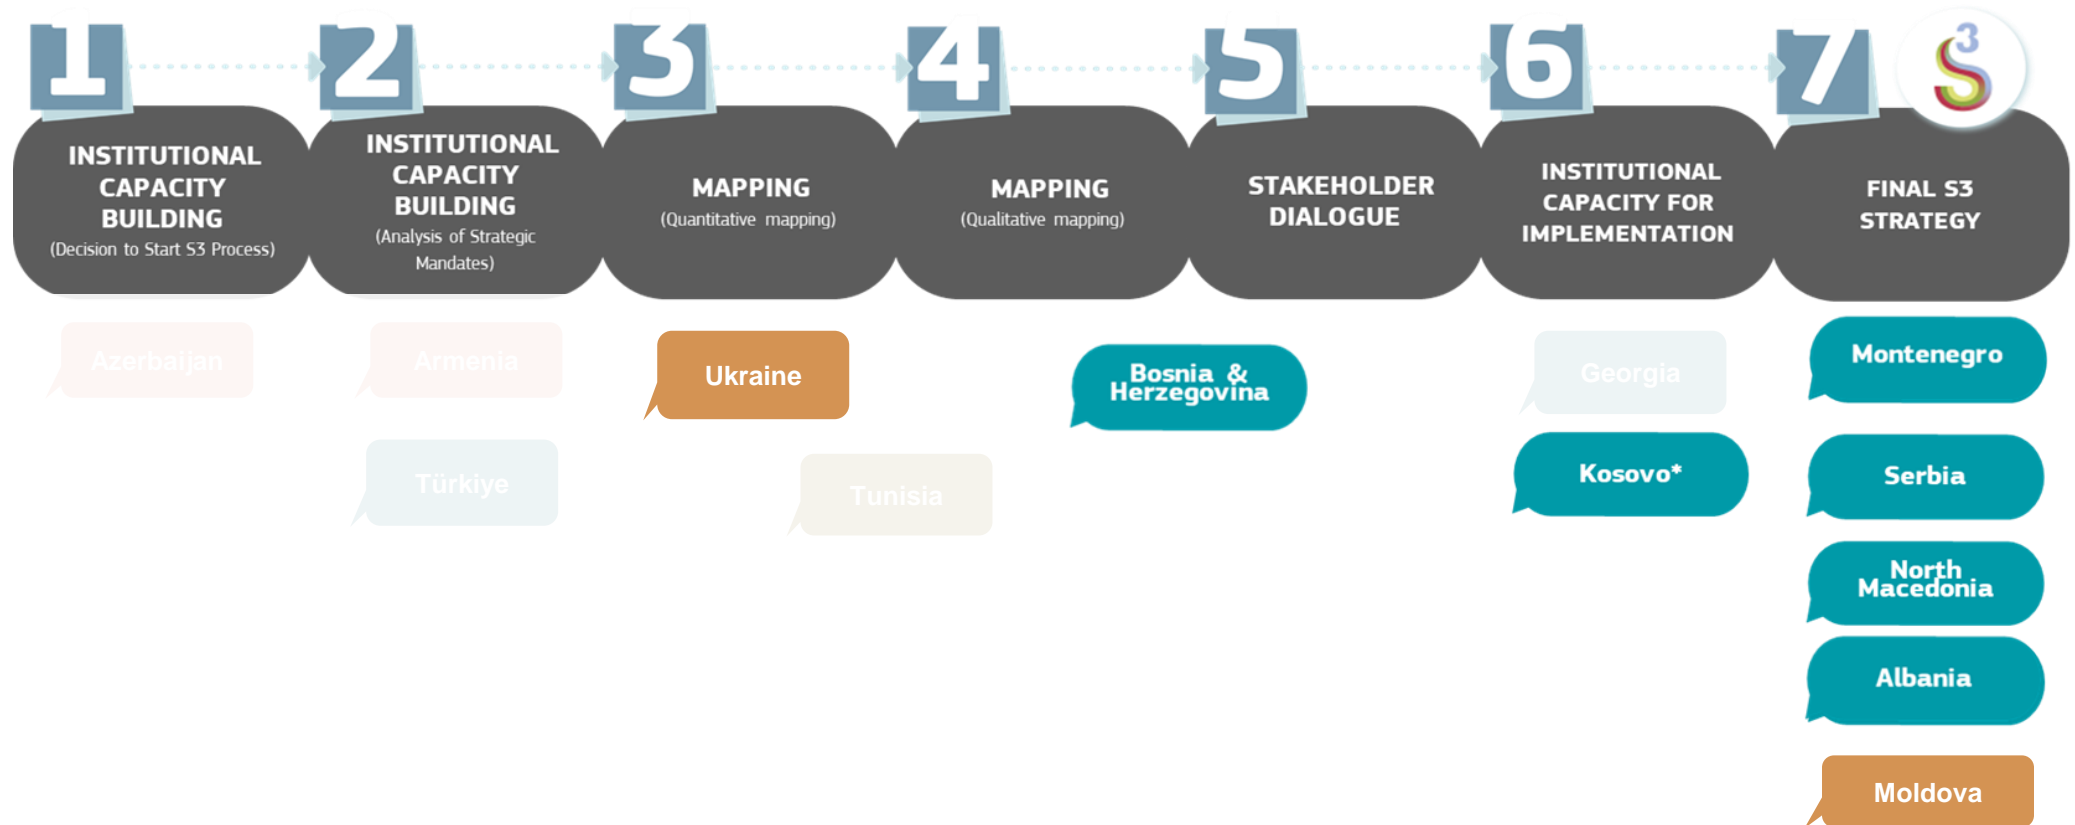 1
INSTITUTIONAL
CAPACITY
BUILDING
(Decision to Start S3 Process)
2
INSTITUTIONAL
CAPACITY
BUILDING
(Analysis of Strategic
Mandates)
3
MAPPING
(Quantitative mapping)
4
MAPPING
(Qualitative mapping)
5
STAKEHOLDER
DIALOGUE
6
INSTITUTIONAL
CAPACITY FOR
IMPLEMENTATION
7
S3
FINAL S3
STRATEGY
Azerbaijan
Armenia
Türkiye
Ukraine
Tunisia
Bosnia &
Herzegovina
Georgia
Kosovo*
Montenegro
Serbia
North
Macedonia
Albania
Moldova